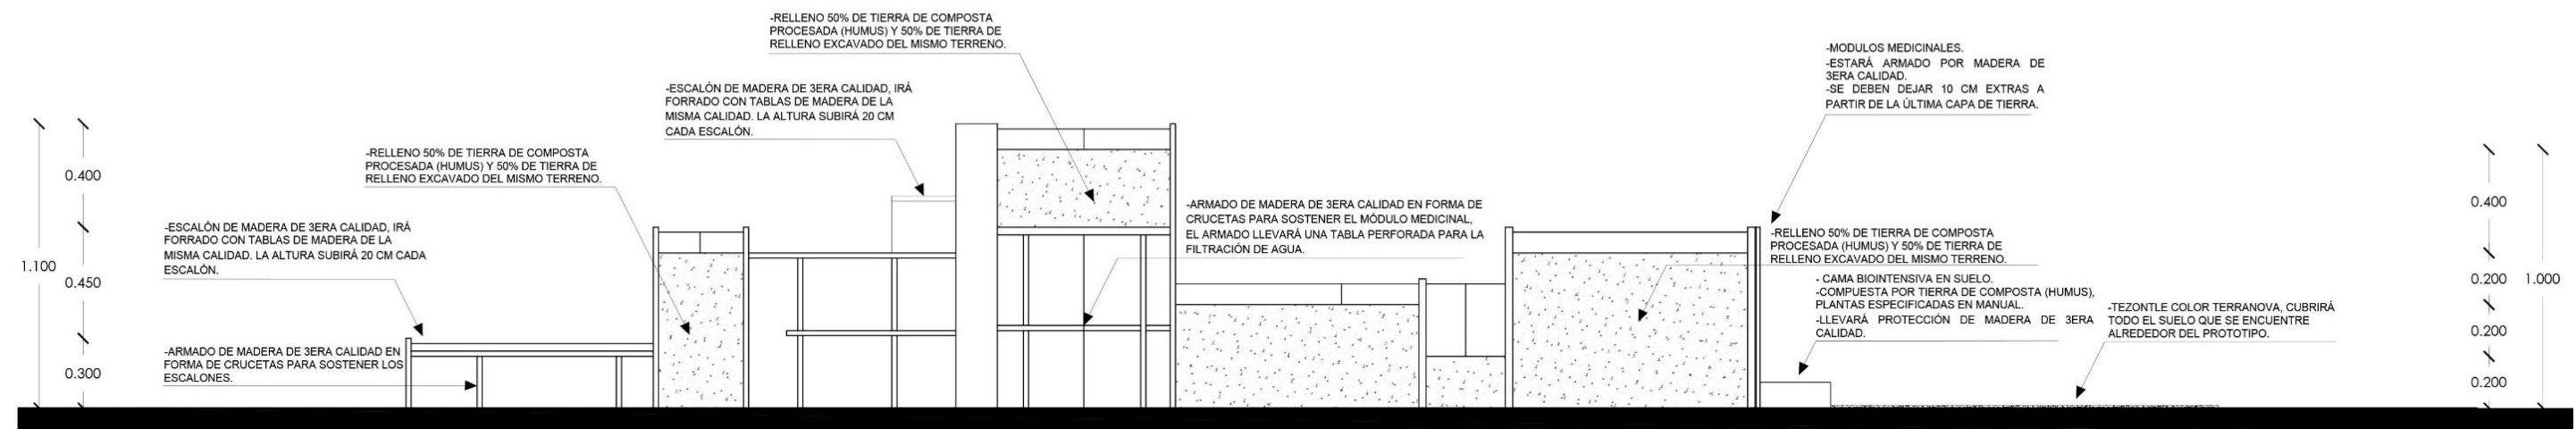 -RELLENO 50% DE TIERRA DE COMPOSTA
PROCESADA (HUMUS) Y 50% DE TIERRA DE
RELLENO EXCAVADO DEL MISMO TERRENO.
-MODULOS MEDICINALES.
-ESTARÁ ARMADO POR MADERA DE
3ERA CALIDAD.
-SE DEBEN DEJAR 10 CM EXTRAS A
PARTIR DE LA ÚLTIMA CAPA DE TIERRA.
-ESCALÓN DE MADERA DE 3ERA CALIDAD, IRÁ
FORRADO CON TABLAS DE MADERA DE LA
MISMA CALIDAD. LA ALTURA SUBIRÁ 20 CM
CADA ESCALÓN.
-RELLENO 50% DE TIERRA DE COMPOSTA
PROCESADA (HUMUS) Y 50% DE TIERRA DE
RELLENO EXCAVADO DEL MISMO TERRENO.
-ARMADO DE MADERA DE 3ERA CALIDAD EN FORMA DE
CRUCETAS PARA SOSTENER EL MÓDULO MEDICINAL,
EL ARMADO LLEVARÁ UNA TABLA PERFORADA PARA LA
FILTRACIÓN DE AGUA.
-ESCALÓN DE MADERA DE 3ERA CALIDAD, IRÁ
FORRADO CON TABLAS DE MADERA DE LA
MISMA CALIDAD. LA ALTURA SUBIRÁ 20 CM CADA
ESCALÓN.
-RELLENO 50% DE TIERRA DE COMPOSTA
PROCESADA (HUMUS) Y 50% DE TIERRA DE
RELLENO EXCAVADO DEL MISMO TERRENO.
- CAMA BIOINTENSIVA EN SUELO.
-COMPUESTA POR TIERRA DE COMPOSTA (HUMUS),
PLANTAS ESPECIFICADAS EN MANUAL.
-LLEVARÁ PROTECCIÓN DE MADERA DE 3ERA
CALIDAD.
-TEZONTLE COLOR TERRANOVA, CUBRIRÁ
TODO EL SUELO QUE SE ENCUENTRE
ALREDEDOR DEL PROTOTIPO.
-ARMADO DE MADERA DE 3ERA CALIDAD EN
FORMA DE CRUCETAS PARA SOSTENER LOS
ESCALONES.
1.100
0.400
0.450
0.300
0.400
0.200
0.200
0.200
1.000